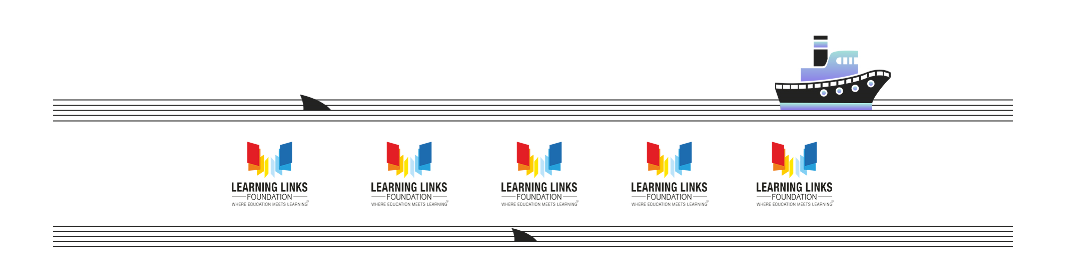 LEARNING LINKS LEARNING LINKS LEARNING LINKS LEARNING LINKS LEARNING LINKS
FOUNDATION FOUNDATION FOUNDATION FOUNDATION FOUNDATION
WHERE EDUCATION MEETS LEARNING WHERE EDUCATION MEETS LEARNING WHERE EDUCATION MEETS LEARNING WHERE EDUCATION MEETS LEARNING WHERE EDUCATION MEETS LEARNING